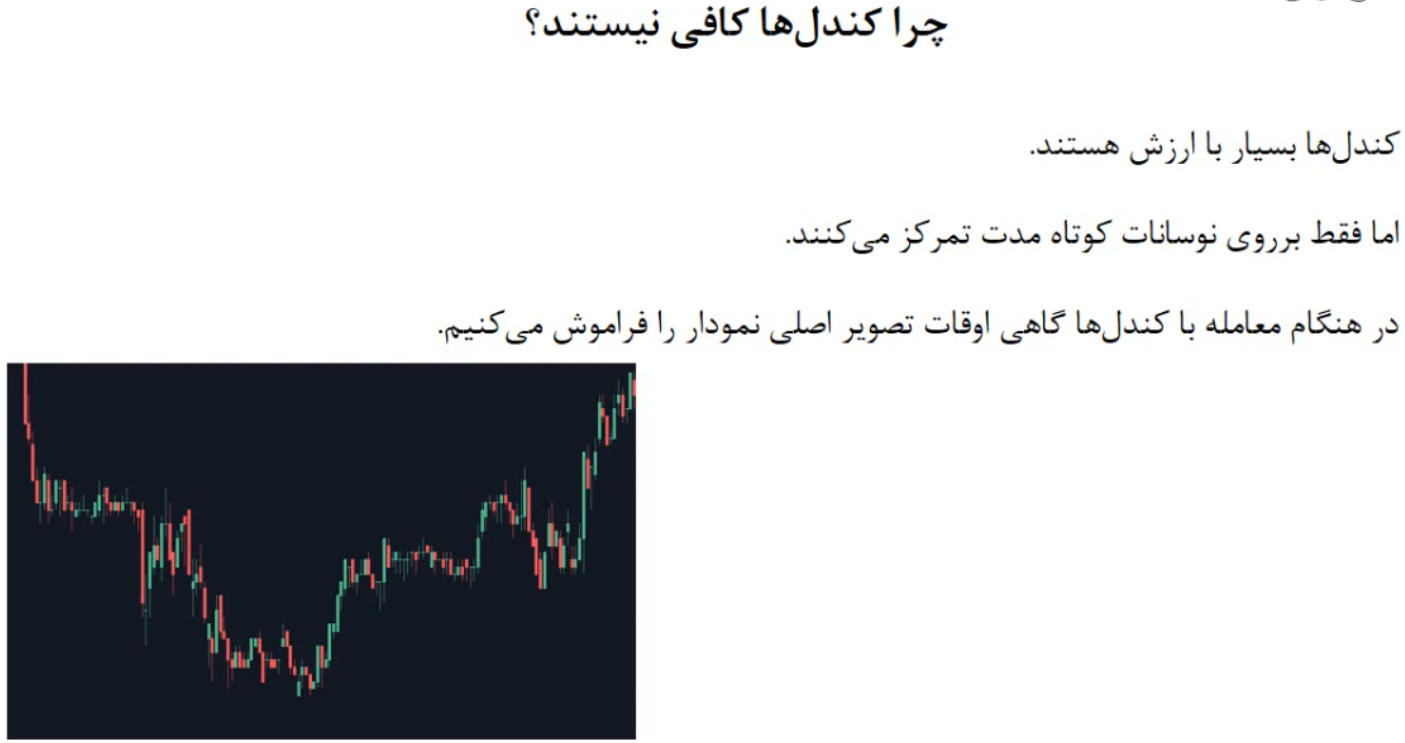 چرا کندل‌ها کافی نیستند؟
کندل‌ها بسیار با ارزش هستند.
اما فقط برروی نوسانات کوتاه مدت تمرکز می‌کنند.
در هنگام معامله با کندل‌ها گاهی اوقات تصویر اصلی نمودار را فراموش می‌کنیم.